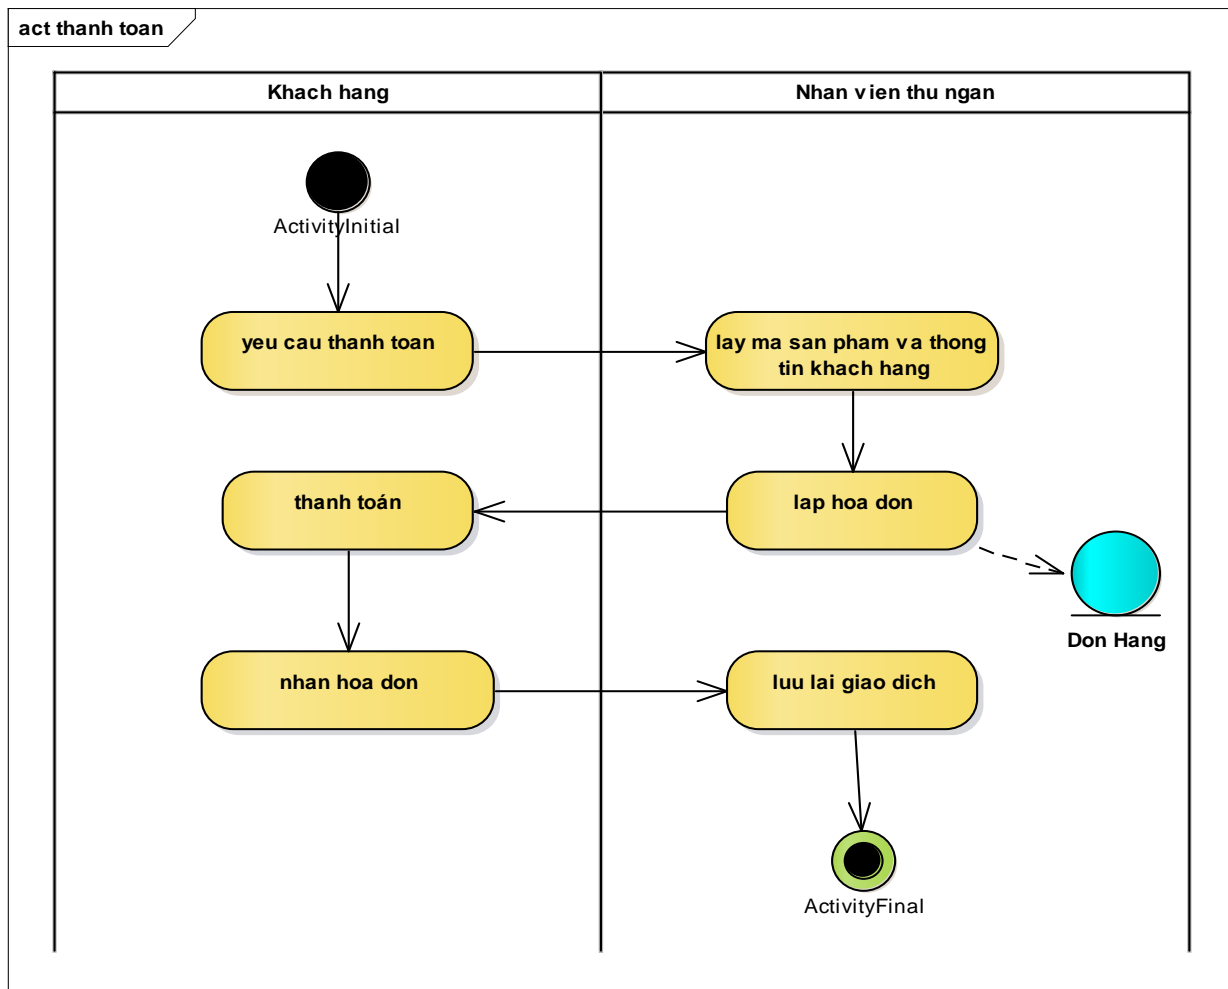 act thanh toan
Khach hang
Nhan vien thu ngan
ActivityInitial
yeu cau thanh toan
lay ma san pham va thong
tin khach hang
thanh toán
lap hoa don
Don Hang
nhan hoa don
luu lai giao dich
ActivityFinal